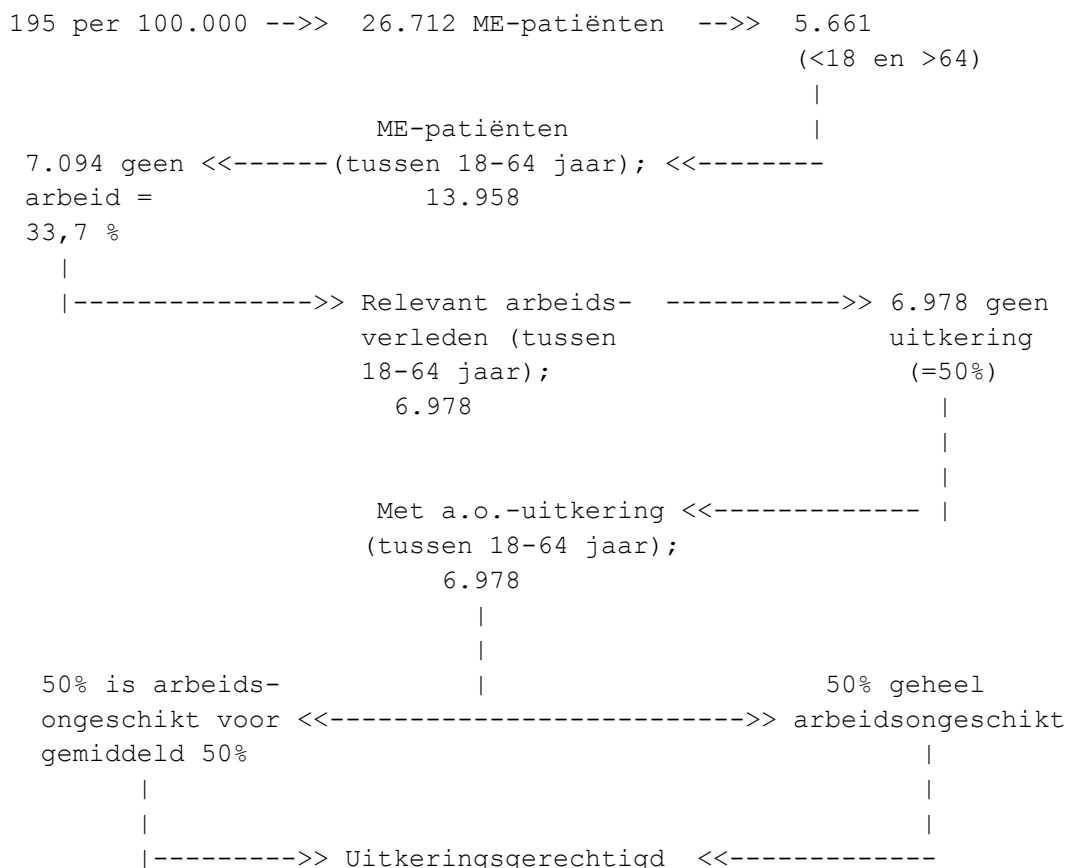 195 per 100.000 -->> 26.712 ME-patiënten -->> 5.661
(<18 en >64)
|
ME-patiënten |
7.094 geen <<------(tussen 18-64 jaar); <<--------
arbeid = 13.958
33,7 %
|
|--------------->> Relevant arbeids- ----------->> 6.978 geen
verleden (tussen uitkering
18-64 jaar); (=50%)
6.978 |
|
|
Met a.o.-uitkering <<------------- |
(tussen 18-64 jaar);
6.978
|
|
50% is arbeids- | 50% geheel
ongeschikt voor <<-------------------------->> arbeidsongeschikt
gemiddeld 50% |
| |
| |
|--------->> Uitkeringsgerechtigd <<-------------